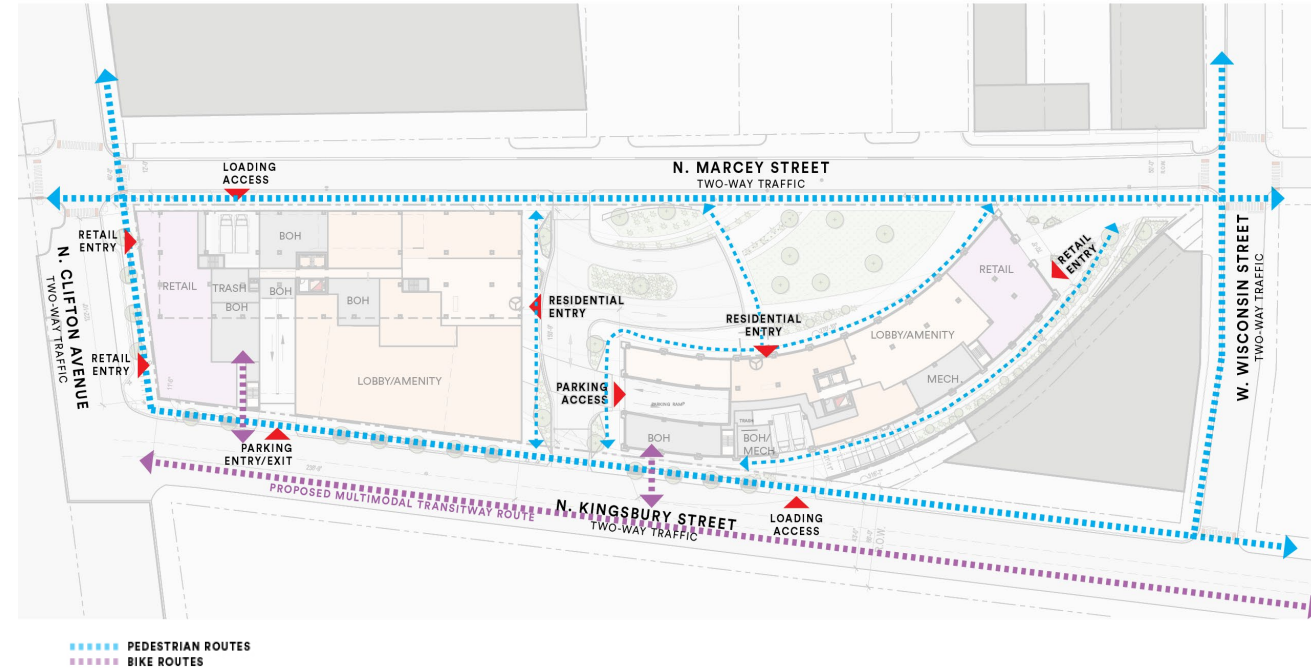 LOADING
ACCESS
N. MARCEY STREET
TWO-WAY TRAFFIC
RETAIL
ENTRY
N. CLIFTON AVENUE
TWO-WAY TRAFFIC
RETAIL
ENTRY
RETAIL
TRASH
BOH
BOH
BOH
BOH
LOBBY/AMENITY
RESIDENTIAL
ENTRY
RESIDENTIAL
ENTRY
PARKING
ACCESS
LOBBY/AMENITY
RETAIL
RETAIL
ENTRY
MECH.
BOH
BOH/
MECH
TRASH
W. WISCONSIN STREET
TWO-WAY TRAFFIC
PARKING
ENTRY/EXIT
PROPOSED MULTIMODAL TRANSITWAY ROUTE
N. KINGSBURY STREET
TWO-WAY TRAFFIC
LOADING
ACCESS
R.O.W.
PEDESTRIAN ROUTES
BIKE ROUTES